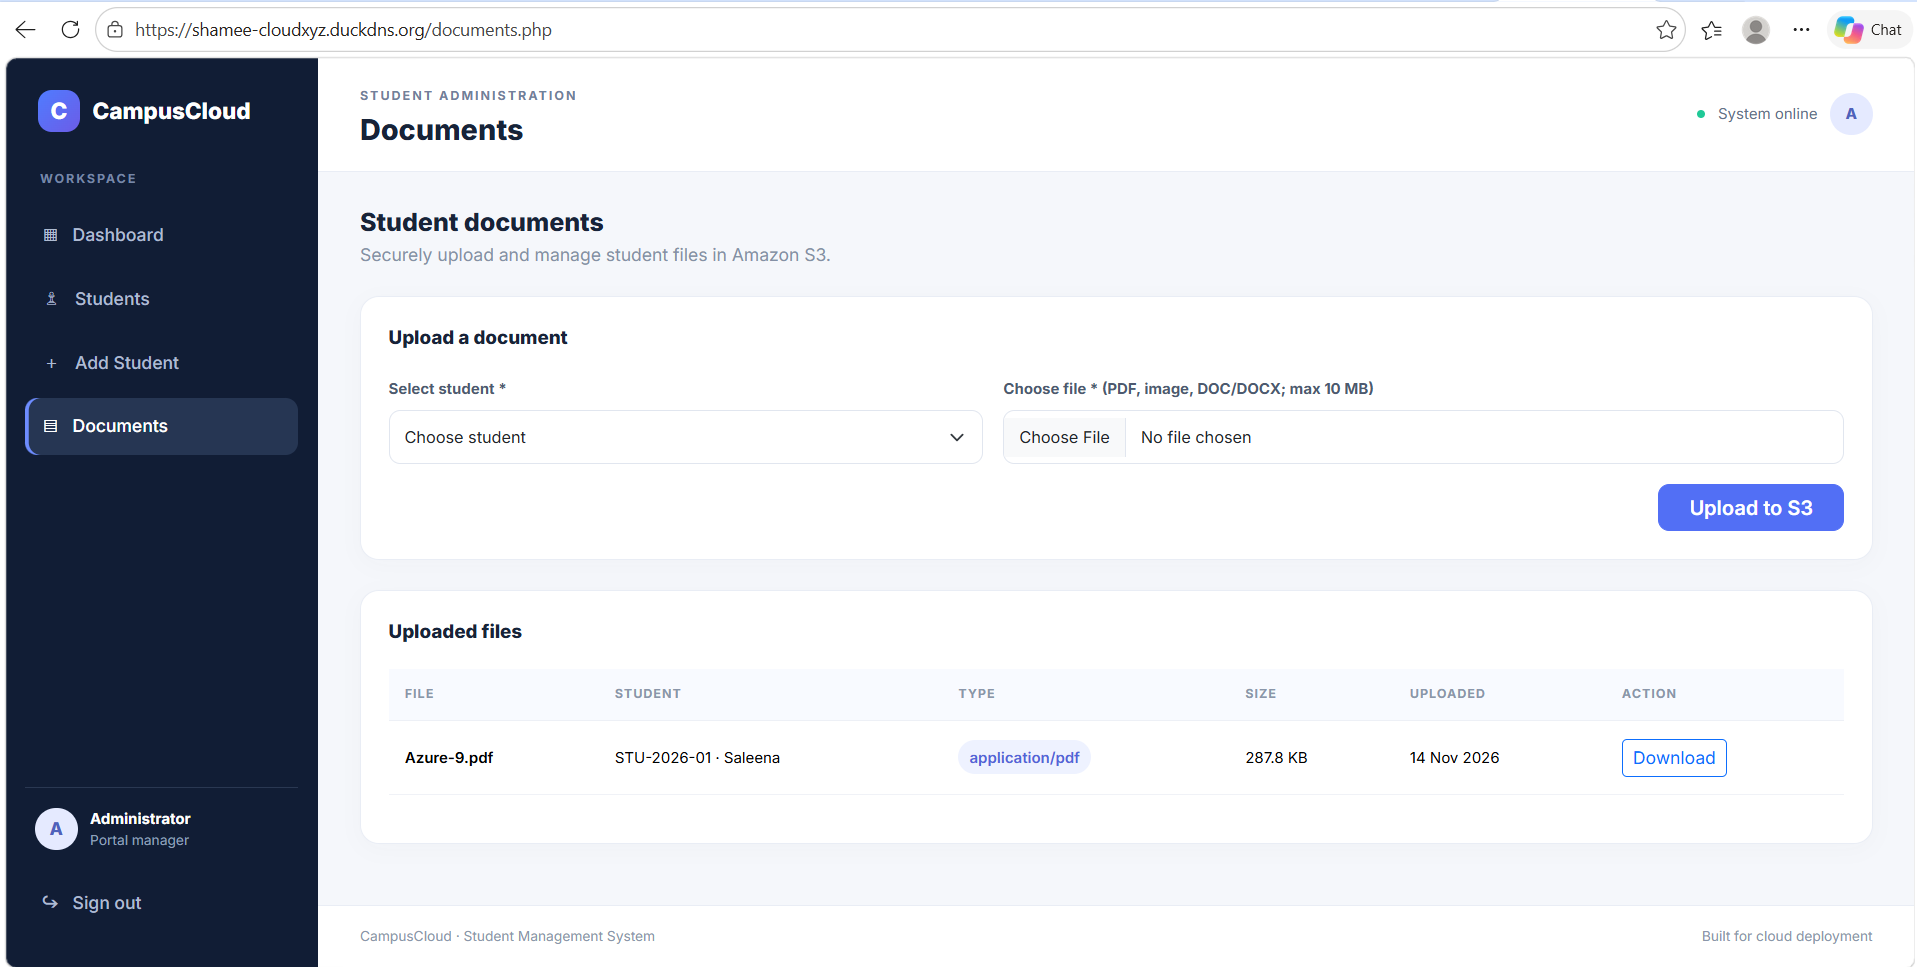 https://shamee-cloudxyz.duckdns.org/documents.php
Chat
C CampusCloud
WORKSPACE
Dashboard
Students
+ Add Student
Documents
A Administrator
Portal manager
Sign out
STUDENT ADMINISTRATION
Documents
System online A
Student documents
Securely upload and manage student files in Amazon S3.
Upload a document
Select student * Choose file * (PDF, image, DOC/DOCX; max 10 MB)
Choose student Choose File No file chosen
Upload to S3
Uploaded files
FILE STUDENT TYPE SIZE UPLOADED ACTION
Azure-9.pdf STU-2026-01 · Saleena application/pdf 287.8 KB 14 Nov 2026 Download
CampusCloud · Student Management System Built for cloud deployment